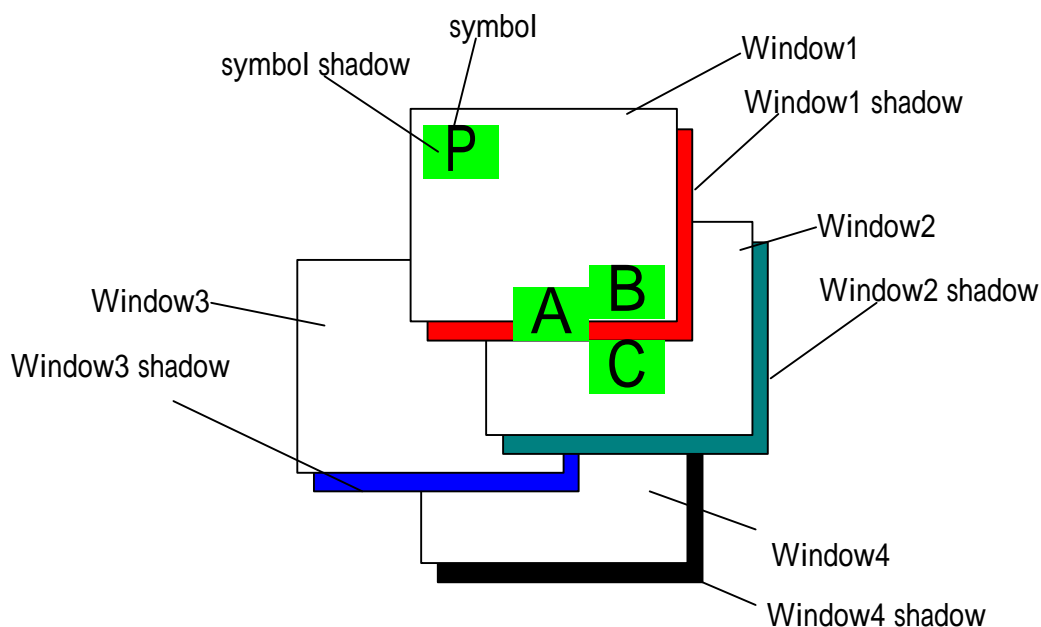 symbol
symbol shadow
Window1
Window1 shadow
P
Window2
B
Window3
A
Window2 shadow
Window3 shadow
C
Window4
Window4 shadow